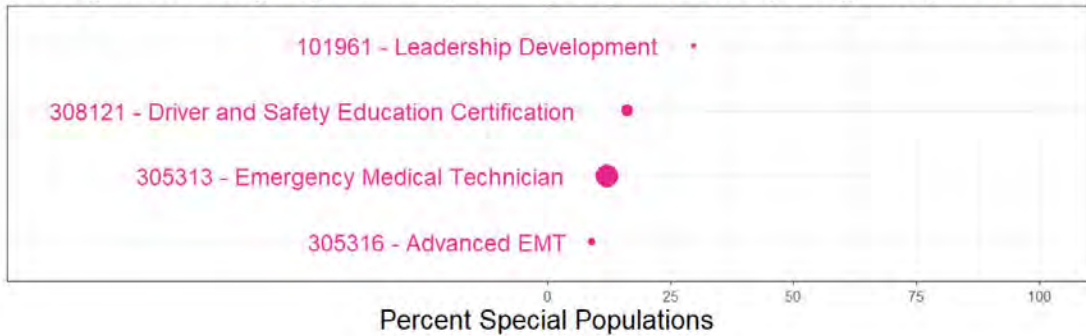 101961 - Leadership Development
308121 - Driver and Safety Education Certification
305313 - Emergency Medical Technician
305316 - Advanced EMT
0 25 50 75 100
Percent Special Populations